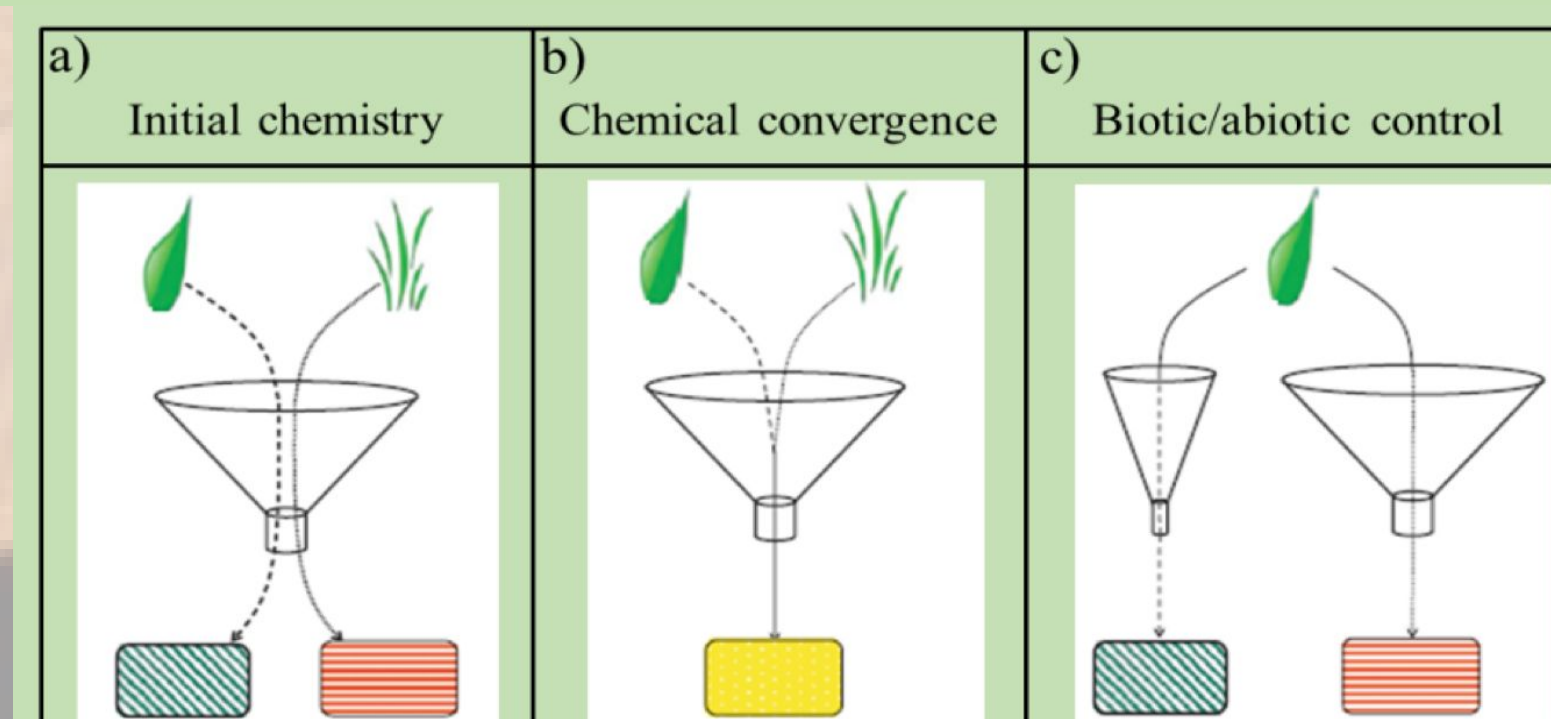 a)
Initial chemistry
b)
Chemical convergence
c)
Biotic/abiotic control